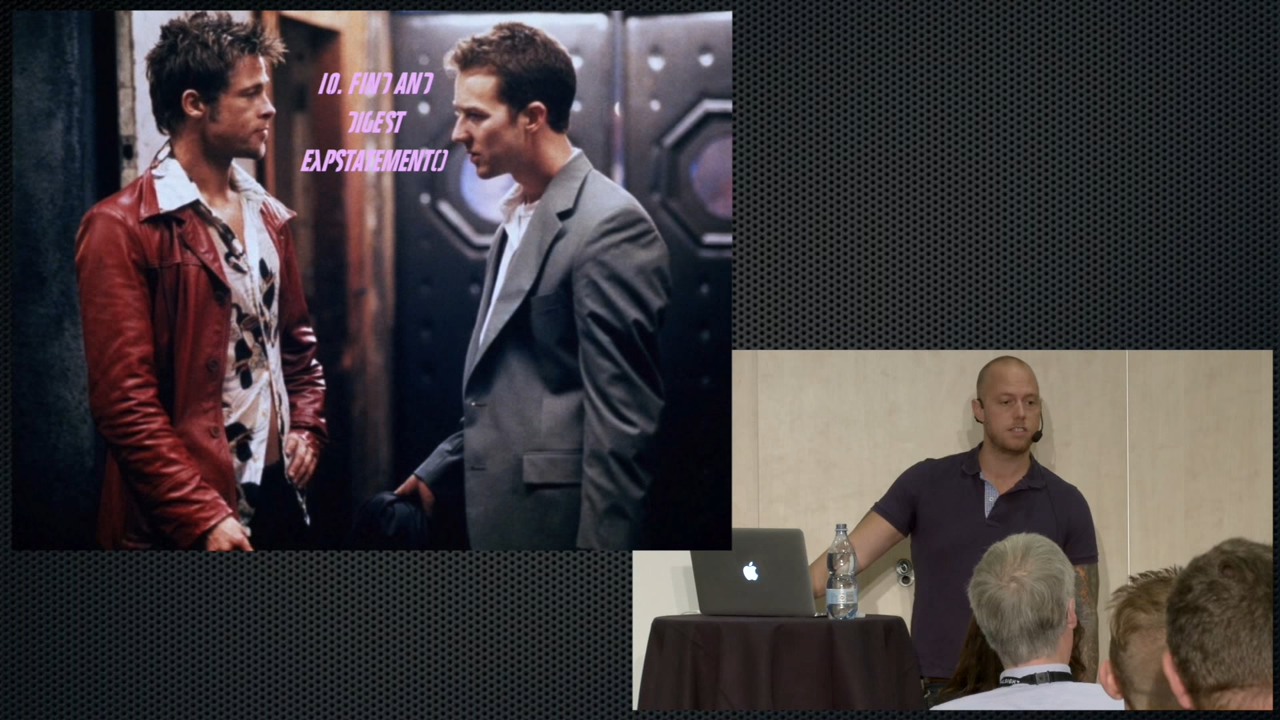 10. FIND AND
DIGEST
EXPSTATEMENT()